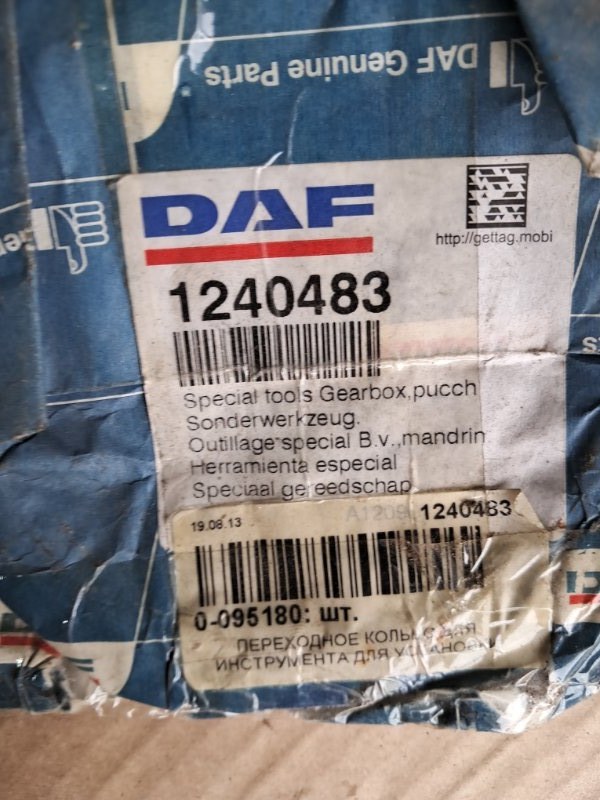 DAF Genuine Parts
DAF
http://gettag.mobi
1240483
Special tools Gearbox,pucch
Sonderwerkzeug.
Outillage special B.v.,mandrin
Herramienta especial
Speciaal gereedschap
19.08.13
1240483
0-095180: шт.
ПЕРЕХОДНОЕ КОЛЬЦО ДЛЯ
ИНСТРУМЕНТА ДЛЯ УСТАНОВКИ